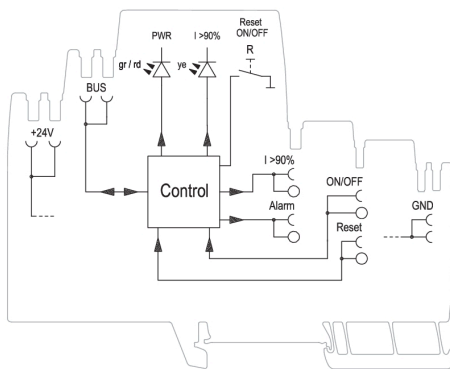 Reset
ON/OFF
PWR
I >90%
R
gr / rd
ye
BUS
+24V
I >90%
Control
ON/OFF
Alarm
GND
Reset